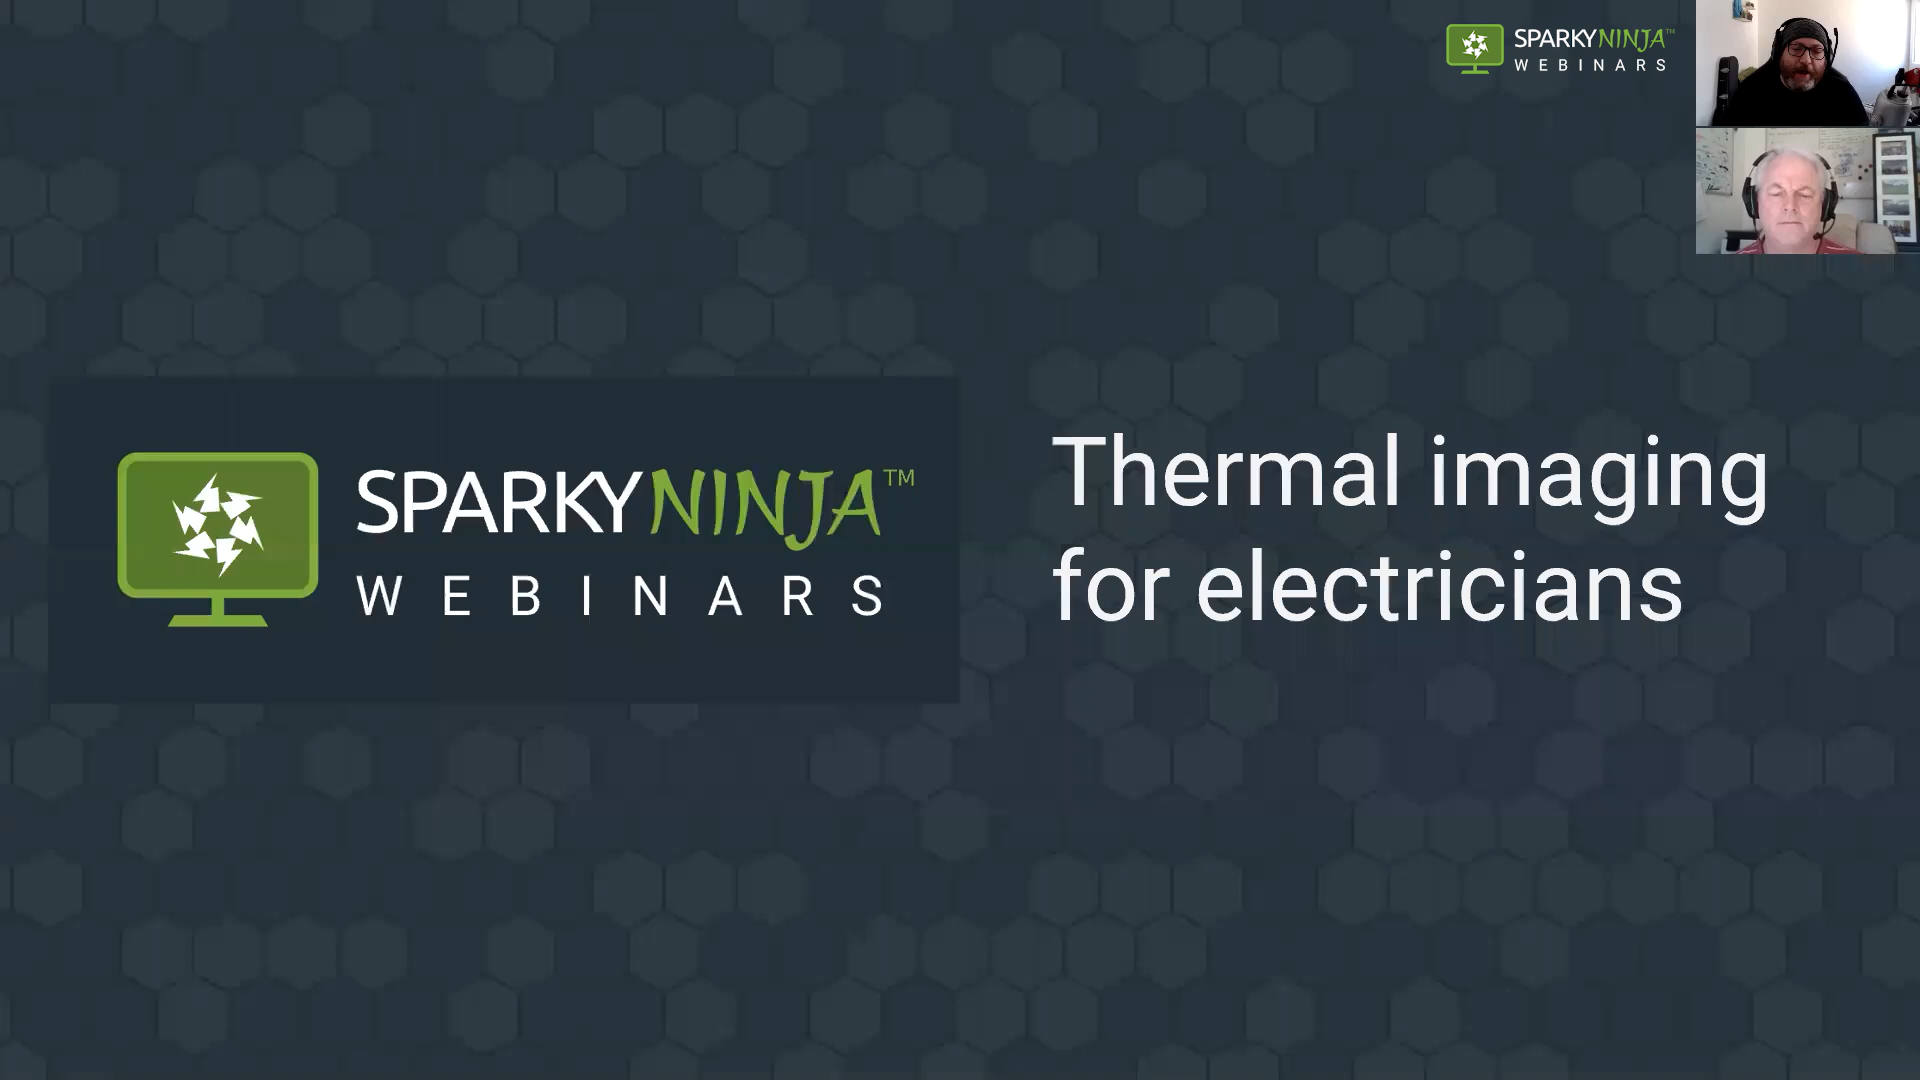 SPARKYNINJA™
WEBINARS
SPARKYNINJA™
WEBINARS
Thermal imaging
for electricians